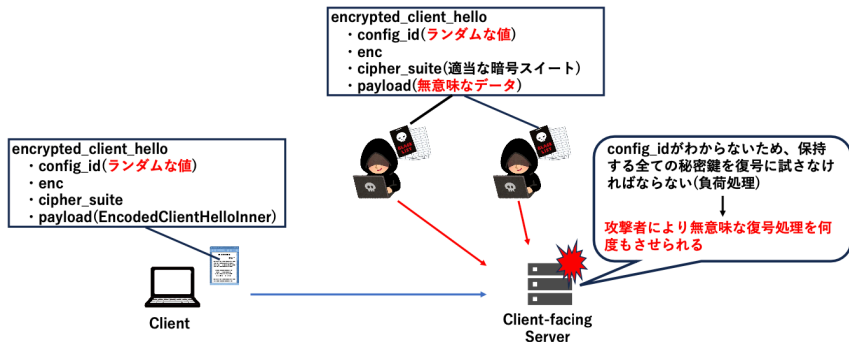 encrypted_client_hello
・config_id(ランダムな値)
・enc
・cipher_suite(適当な暗号スイート)
・payload(無意味なデータ)
encrypted_client_hello
・config_id(ランダムな値)
・enc
・cipher_suite
・payload(EncodedClientHelloInner)
config_idがわからないため、保持
する全ての秘密鍵を復号に試さなけ
ればならない(負荷処理)
攻撃者により無意味な復号処理を何
度もさせられる
Client
Client-facing
Server